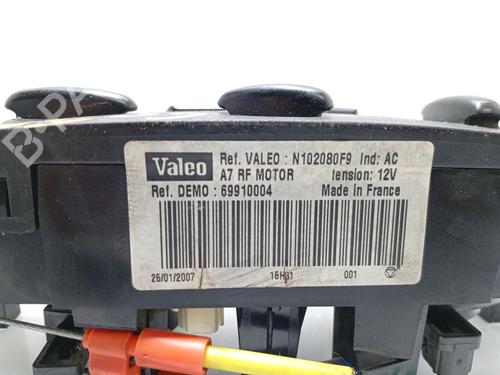 Valeo
Ref. VALEO : N102080F9 Ind: AC
A7 RF MOTOR tension: 12V
Ref. DEMO : 69910004 Made in France
25/01/2007 15H31 001
B-PA